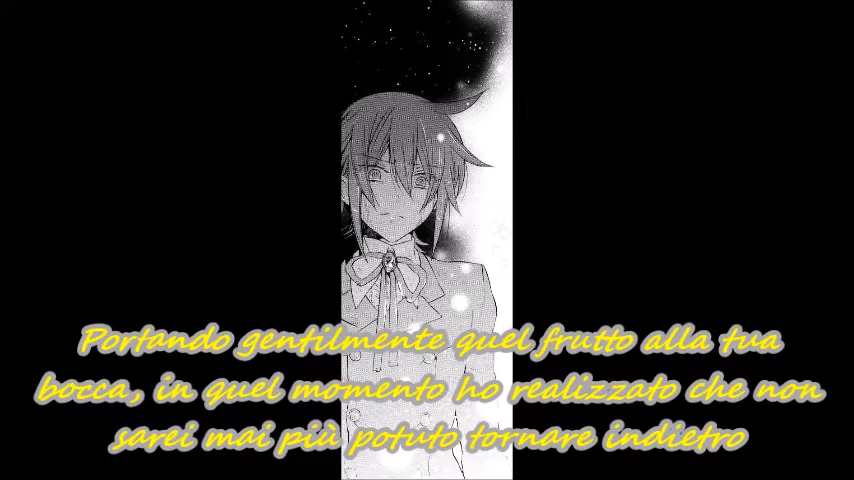 Portando gentilmente quel frutto alla tua
bocca, in quel momento ho realizzato che non
sarei mai più potuto tornare indietro